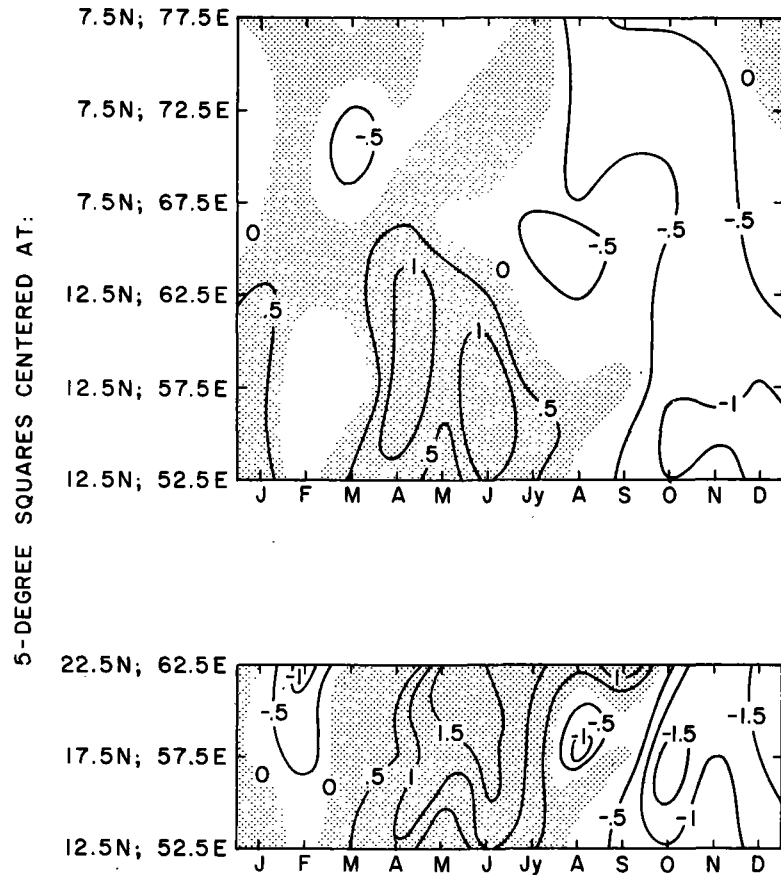 5-DEGREE SQUARES CENTERED AT:
7.5N; 77.5E
7.5N; 72.5E
7.5N; 67.5E
12.5N; 62.5E
12.5N; 57.5E
12.5N; 52.5E
0
-.5
0
-.5
-.5
-.5
0
.5
1
1
.5
.5
-1
J F M A M J Jy A S O N D
22.5N; 62.5E
17.5N; 57.5E
12.5N; 52.5E
-1
-.5
0
0
.5
1
1.5
-.5
-1
1
-.5
-1.5
-1
-1.5
J F M A M J Jy A S O N D